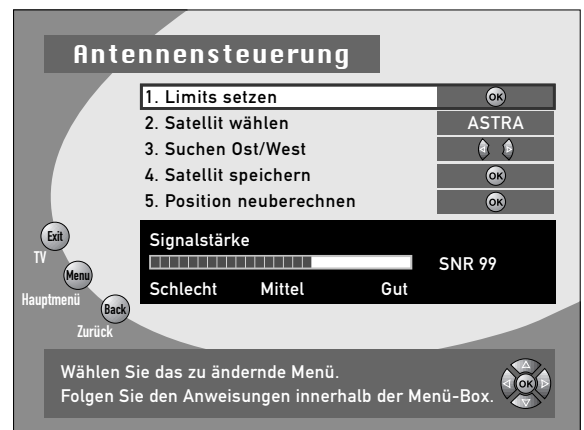 Antennensteuerung
1. Limits setzen OK
2. Satellit wählen ASTRA
3. Suchen Ost/West
4. Satellit speichern OK
5. Position neuberechnen OK
Exit
TV
Menu
Hauptmenü
Back
Zurück
Signalstärke
SNR 99
Schlecht Mittel Gut
Wählen Sie das zu ändernde Menü.
Folgen Sie den Anweisungen innerhalb der Menü-Box.
OK